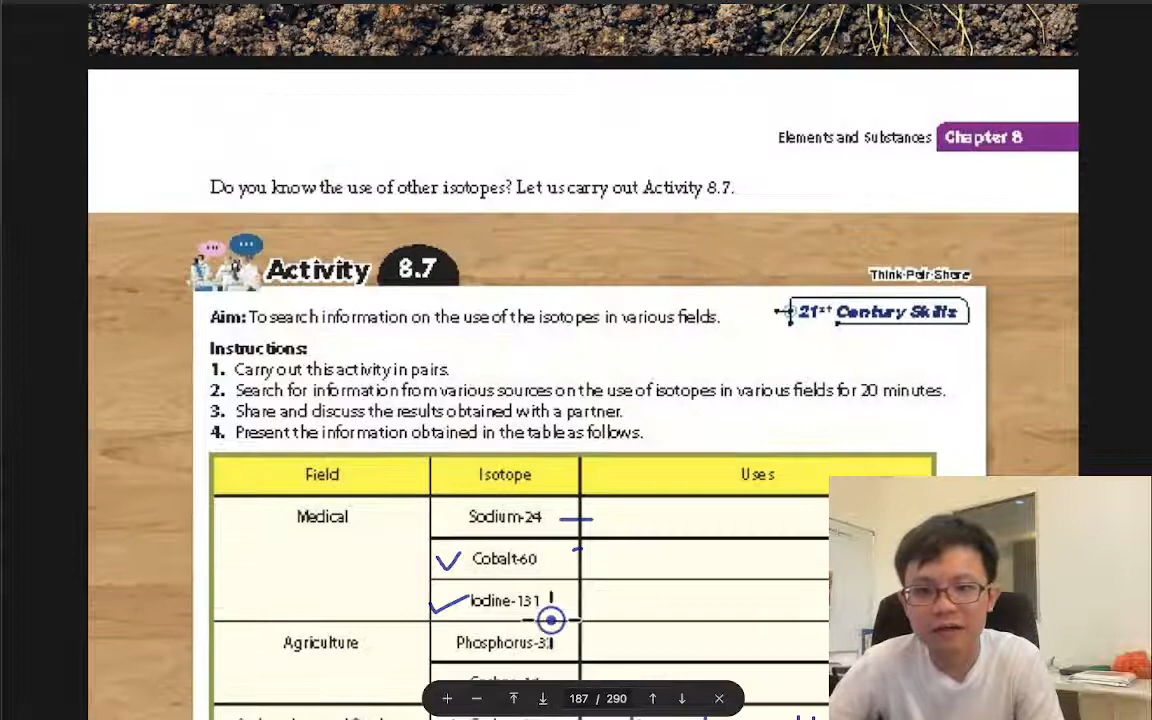 Elements and Substances Chapter 8
Do you know the use of other isotopes? Let us carry out Activity 8.7.
Activity 8.7
Think-Pair-Share
21st Century Skills
Aim: To search information on the use of the isotopes in various fields.
Instructions:
1. Carry out this activity in pairs.
2. Search for information from various sources on the use of isotopes in various fields for 20 minutes.
3. Share and discuss the results obtained with a partner.
4. Present the information obtained in the table as follows.
Field Isotope Uses
Medical Sodium-24
Cobalt-60
Iodine-131
Agriculture
187 / 290